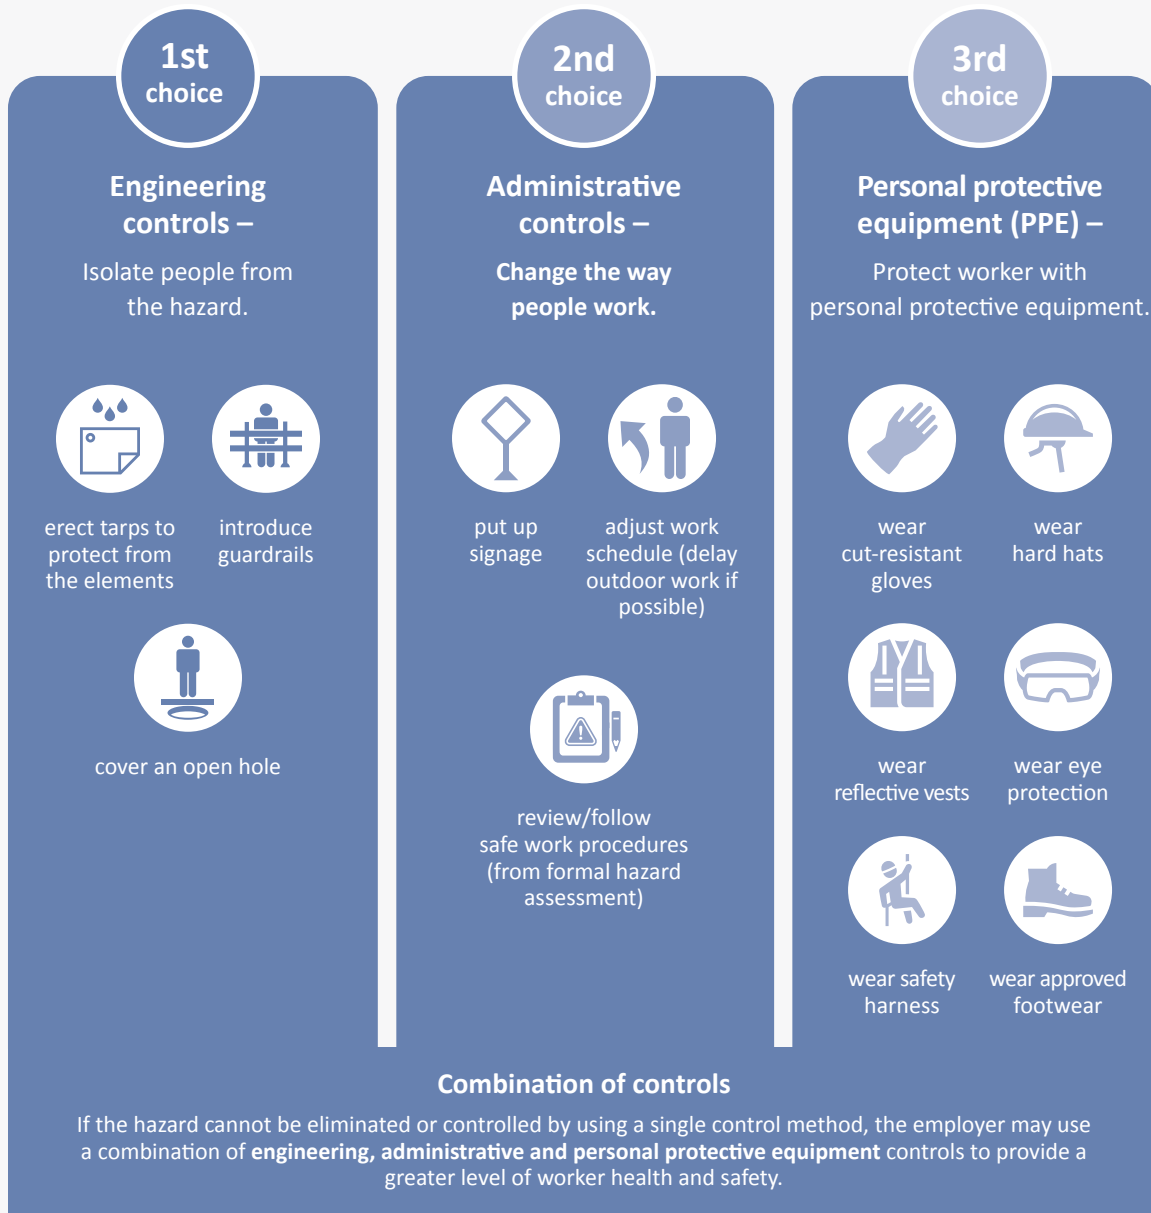 1st
choice
Engineering
controls –
Isolate people from
the hazard.
erect tarps to
protect from
the elements
introduce
guardrails
cover an open hole
2nd
choice
Administrative
controls –
Change the way
people work.
put up
signage
adjust work
schedule (delay
outdoor work if
possible)
review/follow
safe work procedures
(from formal hazard
assessment)
3rd
choice
Personal protective
equipment (PPE) –
Protect worker with
personal protective equipment.
wear
cut-resistant
gloves
wear
hard hats
wear
reflective vests
wear eye
protection
wear safety
harness
wear approved
footwear
Combination of controls
If the hazard cannot be eliminated or controlled by using a single control method, the employer may use
a combination of engineering, administrative and personal protective equipment controls to provide a
greater level of worker health and safety.